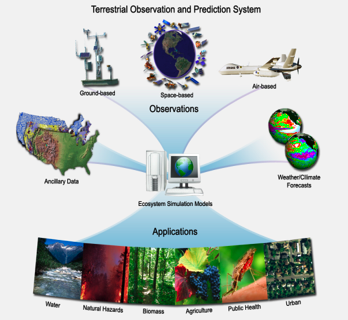 Terrestrial Observation and Prediction System
Ground-based
Space-based
Air-based
Observations
Ancillary Data
Weather/Climate
Forecasts
Ecosystem Simulation Models
Applications
Water
Natural Hazards
Biomass
Agriculture
Public Health
Urban